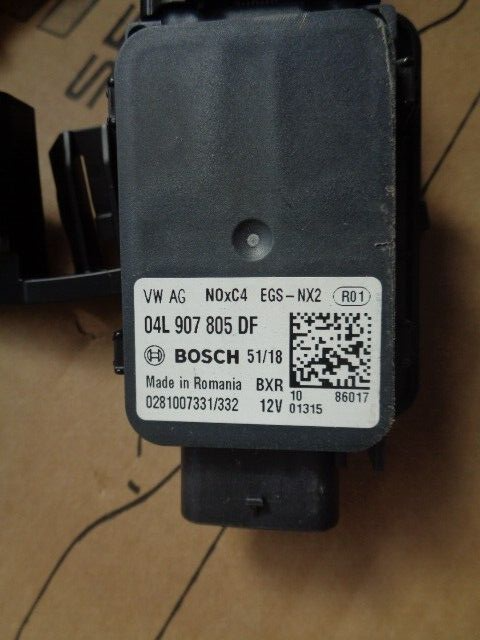 VW AG NOxC4 EGS-NX2 R01
04L 907 805 DF
BOSCH 51/18
Made in Romania BXR
10 86017
0281007331/332 12V 01315